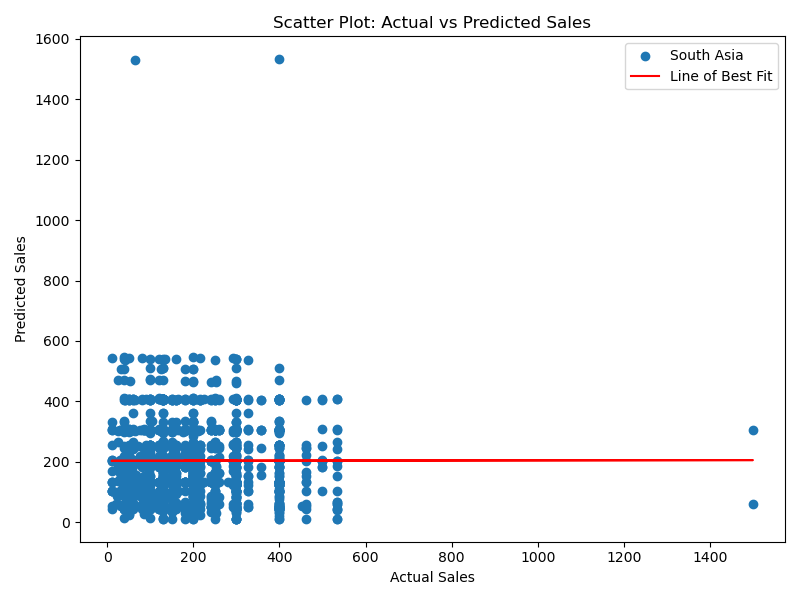 Scatter Plot: Actual vs Predicted Sales
South Asia
Line of Best Fit
Predicted Sales
1600
1400
1200
1000
800
600
400
200
0
0 200 400 600 800 1000 1200 1400
Actual Sales